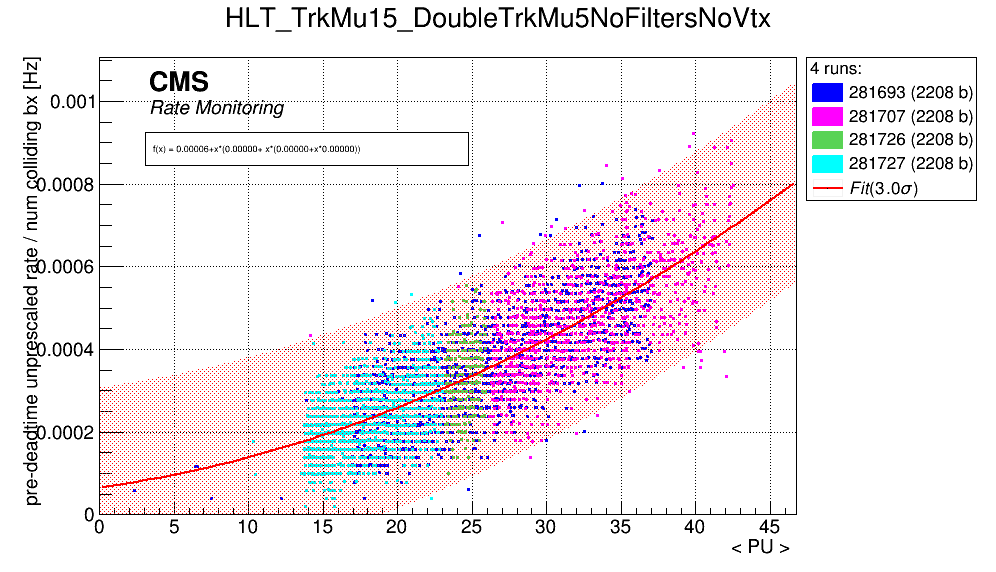 HLT_TrkMu15_DoubleTrkMu5NoFiltersNoVtx
pre-deadtime unprescaled rate / num colliding bx [Hz]
CMS
Rate Monitoring
f(x) = 0.00006+x*(0.00000+ x*(0.00000+x*0.00000))
0.001
0.0008
0.0006
0.0004
0.0002
0
0 5 10 15 20 25 30 35 40 45
< PU >
4 runs:
281693 (2208 b)
281707 (2208 b)
281726 (2208 b)
281727 (2208 b)
Fit(3.0σ)